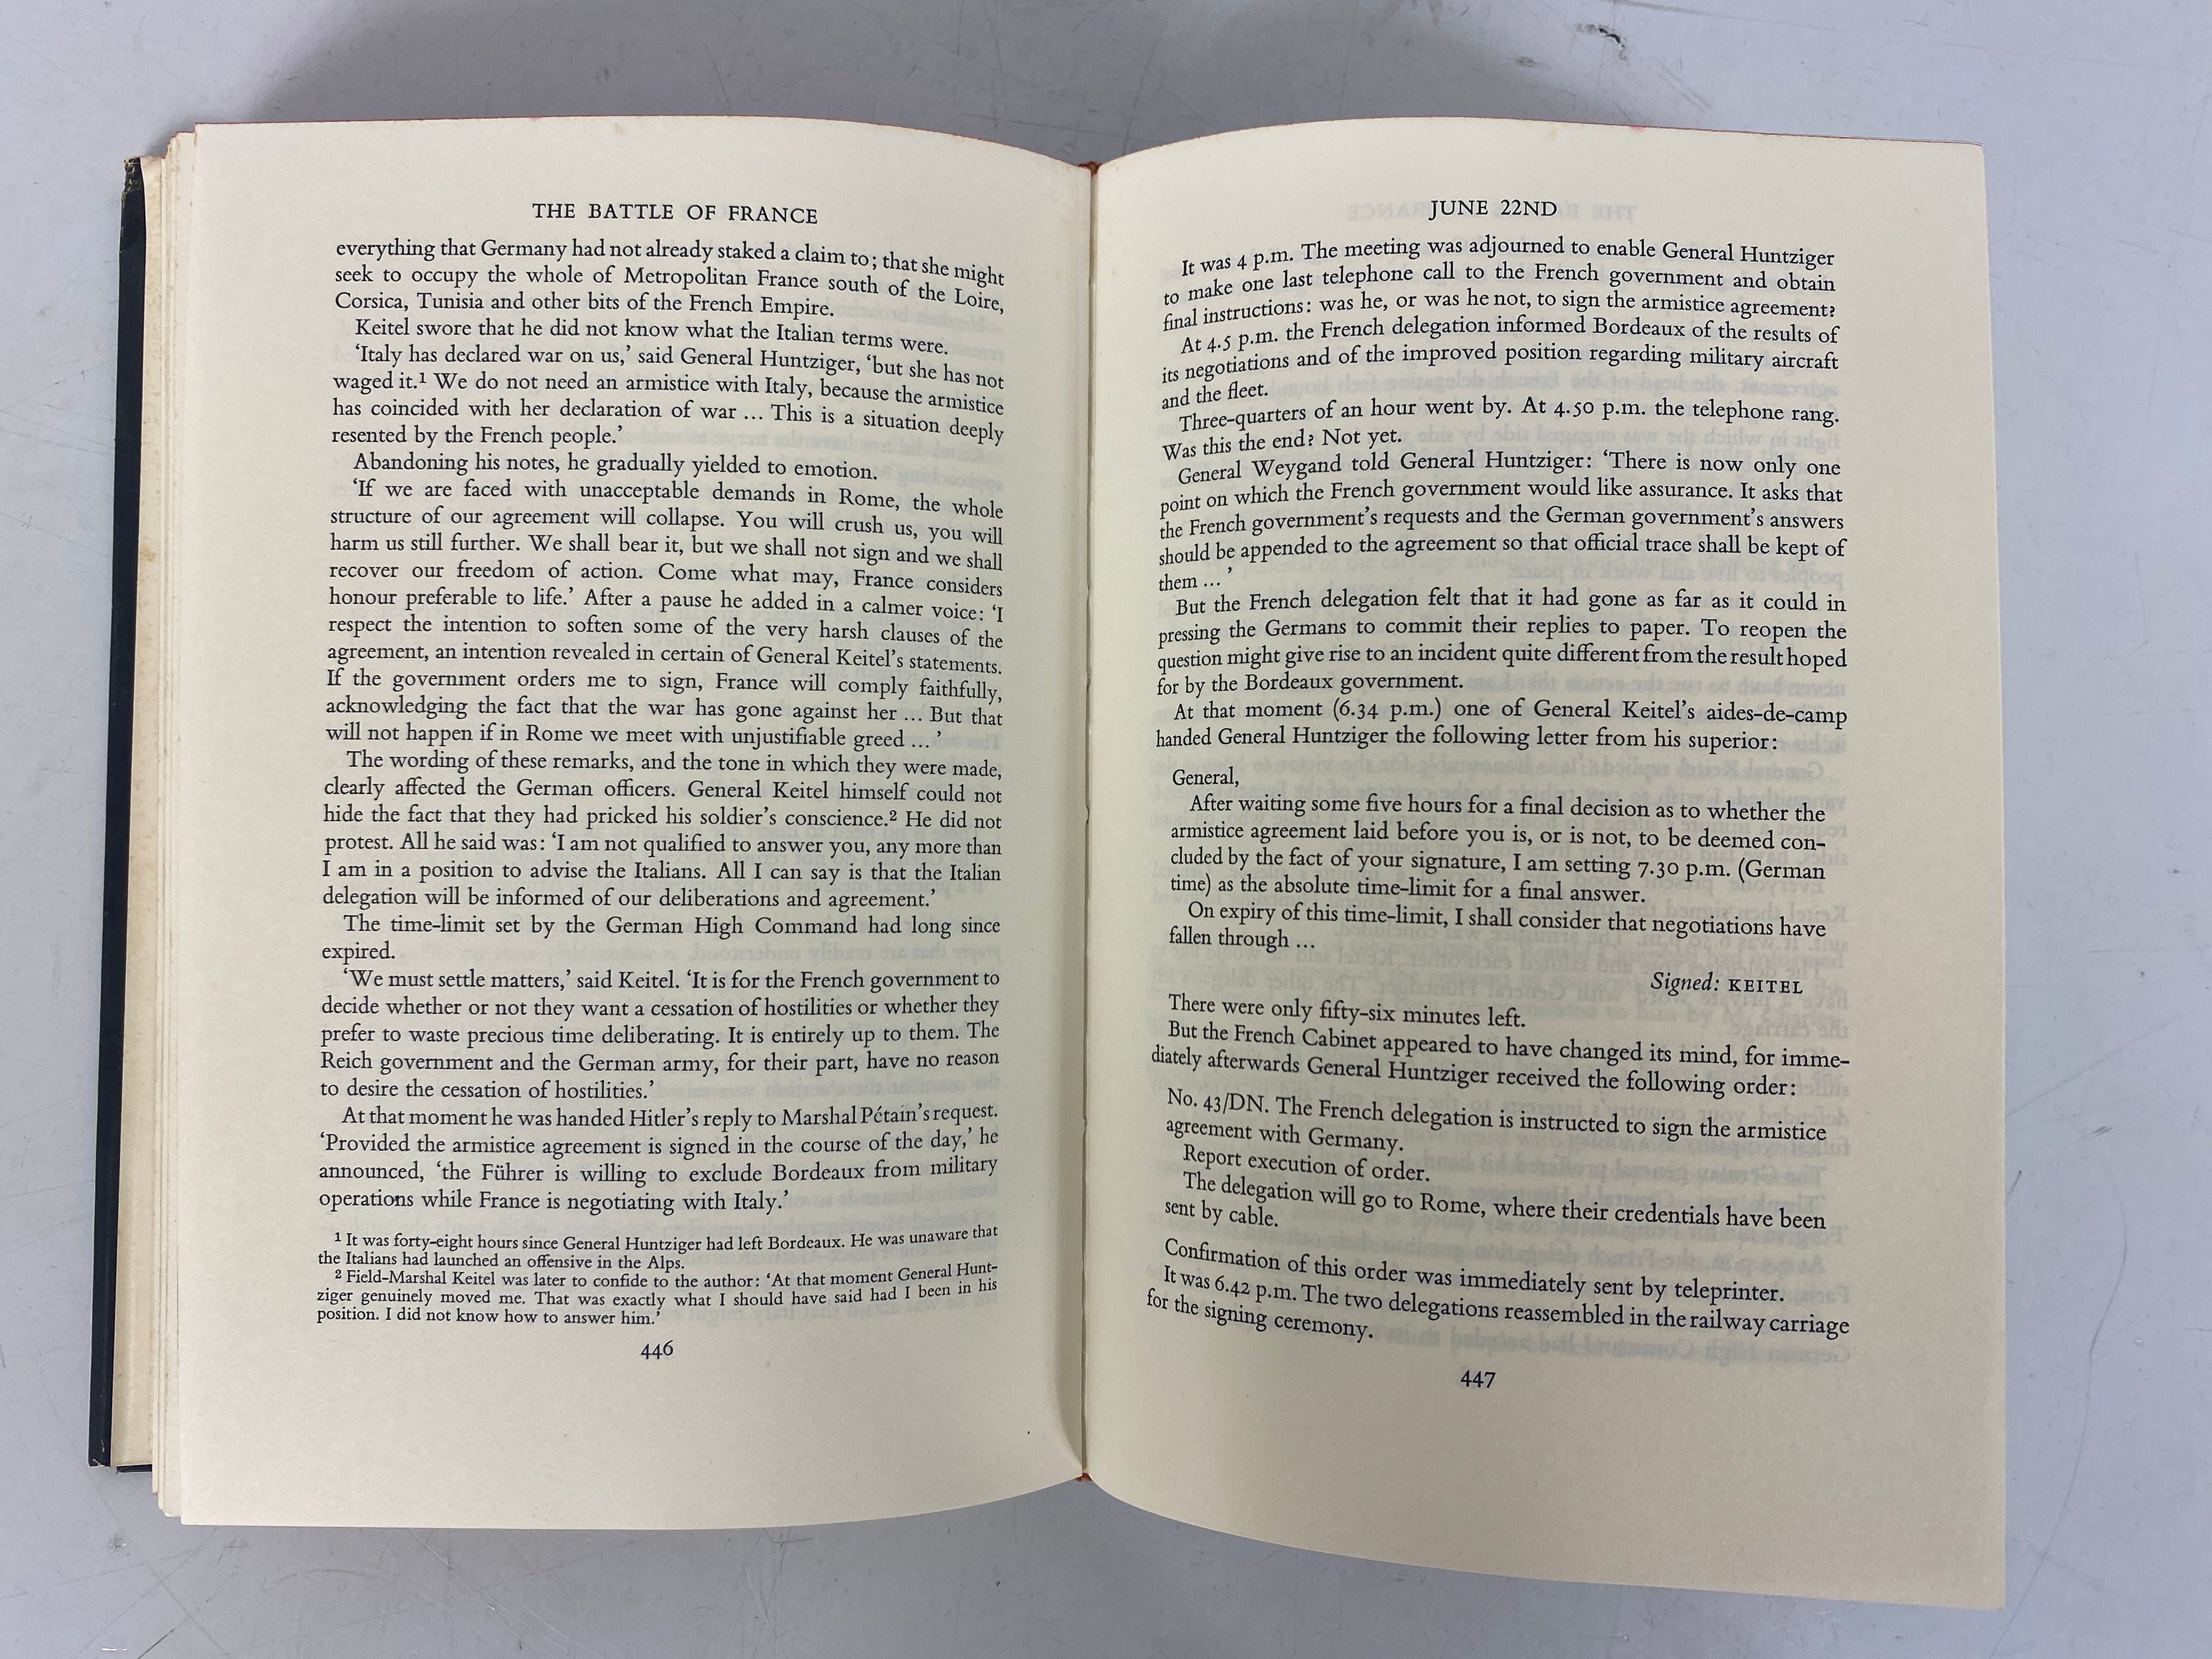 THE BATTLE OF FRANCE
everything that Germany had not already staked a claim to; that she might
seek to occupy the whole of Metropolitan France south of the Loire,
Corsica, Tunisia and other bits of the French Empire.
Keitel swore that he did not know what the Italian terms were.
‘Italy has declared war on us,’ said General Huntziger, ‘but she has not
waged it.¹ We do not need an armistice with Italy, because the armistice
has coincided with her declaration of war ... This is a situation deeply
resented by the French people.’
Abandoning his notes, he gradually yielded to emotion.
‘If we are faced with unacceptable demands in Rome, the whole
structure of our agreement will collapse. You will crush us, you will
harm us still further. We shall bear it, but we shall not sign and we shall
recover our freedom of action. Come what may, France considers
honour preferable to life.’ After a pause he added in a calmer voice: ‘I
respect the intention to soften some of the very harsh clauses of the
agreement, an intention revealed in certain of General Keitel’s statements.
If the government orders me to sign, France will comply faithfully,
acknowledging the fact that the war has gone against her ... But that
will not happen if in Rome we meet with unjustifiable greed ... ’
The wording of these remarks, and the tone in which they were made,
clearly affected the German officers. General Keitel himself could not
hide the fact that they had pricked his soldier’s conscience.² He did not
protest. All he said was: ‘I am not qualified to answer you, any more than
I am in a position to advise the Italians. All I can say is that the Italian
delegation will be informed of our deliberations and agreement.’
The time-limit set by the German High Command had long since
expired.
‘We must settle matters,’ said Keitel. ‘It is for the French government to
decide whether or not they want a cessation of hostilities or whether they
prefer to waste precious time deliberating. It is entirely up to them. The
Reich government and the German army, for their part, have no reason
to desire the cessation of hostilities.’
At that moment he was handed Hitler’s reply to Marshal Pétain’s request.
‘Provided the armistice agreement is signed in the course of the day,’ he
announced, ‘the Führer is willing to exclude Bordeaux from military
operations while France is negotiating with Italy.’
¹ It was forty-eight hours since General Huntziger had left Bordeaux. He was unaware that
the Italians had launched an offensive in the Alps.
² Field-Marshal Keitel was later to confide to the author: ‘At that moment General Hunt-
ziger genuinely moved me. That was exactly what I should have said had I been in his
position. I did not know how to answer him.’
446
JUNE 22ND
It was 4 p.m. The meeting was adjourned to enable General Huntziger
to make one last telephone call to the French government and obtain
final instructions: was he, or was he not, to sign the armistice agreement?
At 4.5 p.m. the French delegation informed Bordeaux of the results of
its negotiations and of the improved position regarding military aircraft
and the fleet.
Three-quarters of an hour went by. At 4.50 p.m. the telephone rang.
Was this the end? Not yet.
General Weygand told General Huntziger: ‘There is now only one
point on which the French government would like assurance. It asks that
the French government’s requests and the German government’s answers
should be appended to the agreement so that official trace shall be kept of
them ... ’
But the French delegation felt that it had gone as far as it could in
pressing the Germans to commit their replies to paper. To reopen the
question might give rise to an incident quite different from the result hoped
for by the Bordeaux government.
At that moment (6.34 p.m.) one of General Keitel’s aides-de-camp
handed General Huntziger the following letter from his superior:
General,
After waiting some five hours for a final decision as to whether the
armistice agreement laid before you is, or is not, to be deemed con-
cluded by the fact of your signature, I am setting 7.30 p.m. (German
time) as the absolute time-limit for a final answer.
On expiry of this time-limit, I shall consider that negotiations have
fallen through ...
Signed: KEITEL
There were only fifty-six minutes left.
But the French Cabinet appeared to have changed its mind, for imme-
diately afterwards General Huntziger received the following order:
No. 43/DN. The French delegation is instructed to sign the armistice
agreement with Germany.
Report execution of order.
The delegation will go to Rome, where their credentials have been
sent by cable.
Confirmation of this order was immediately sent by teleprinter.
It was 6.42 p.m. The two delegations reassembled in the railway carriage
for the signing ceremony.
447